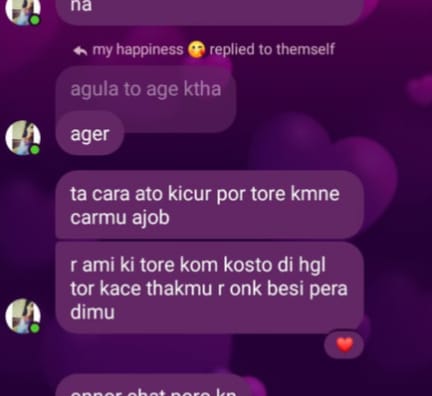 na
my happiness 😋 replied to themself
agula to age ktha
ager
ta cara ato kicur por tore kmne
carmu ajob
r ami ki tore kom kosto di hgl
tor kace thakmu r onk besi pera
dimu